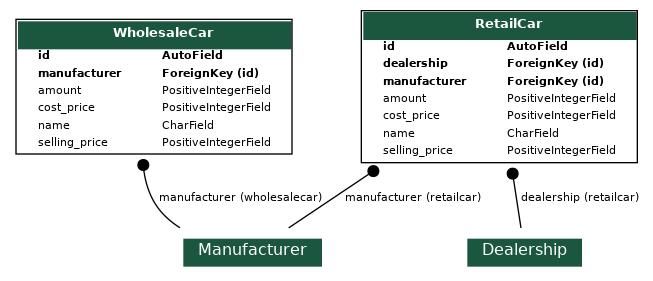 WholesaleCar
id AutoField
manufacturer ForeignKey (id)
amount PositiveIntegerField
cost_price PositiveIntegerField
name CharField
selling_price PositiveIntegerField
RetailCar
id AutoField
dealership ForeignKey (id)
manufacturer ForeignKey (id)
amount PositiveIntegerField
cost_price PositiveIntegerField
name CharField
selling_price PositiveIntegerField
manufacturer (wholesalecar)
manufacturer (retailcar)
dealership (retailcar)
Manufacturer
Dealership